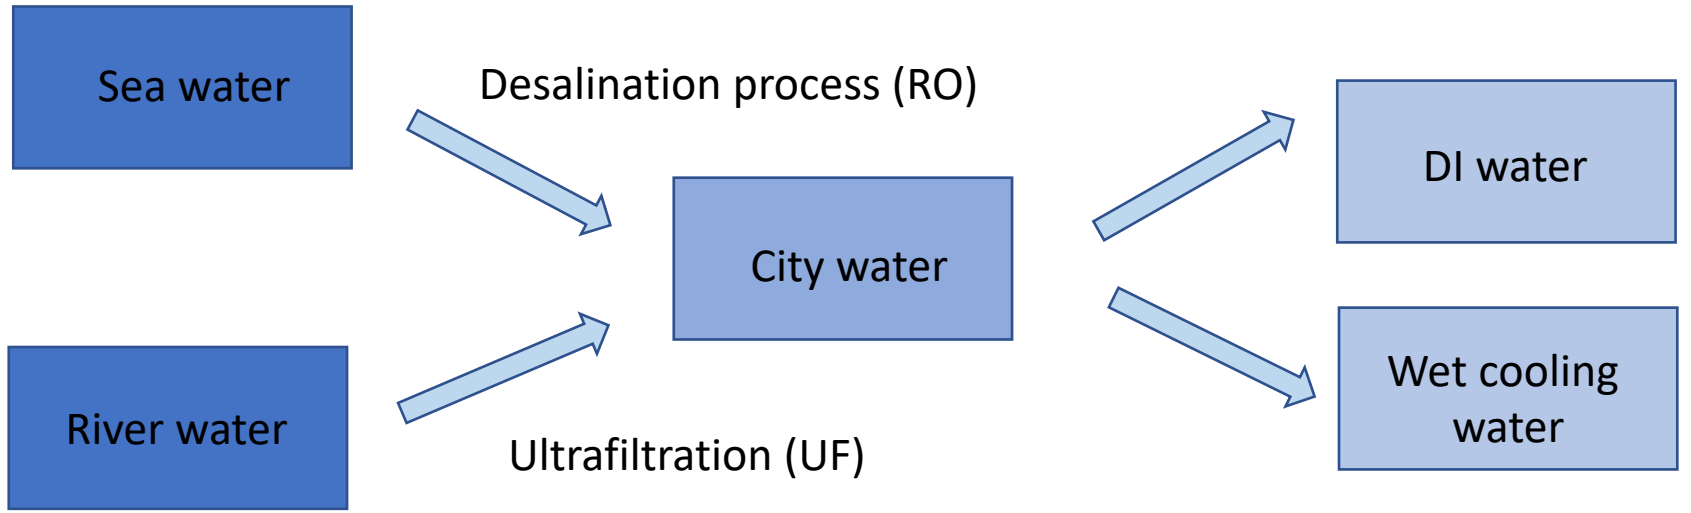 Sea water
Desalination process (RO)
DI water
City water
River water
Ultrafiltration (UF)
Wet cooling
water